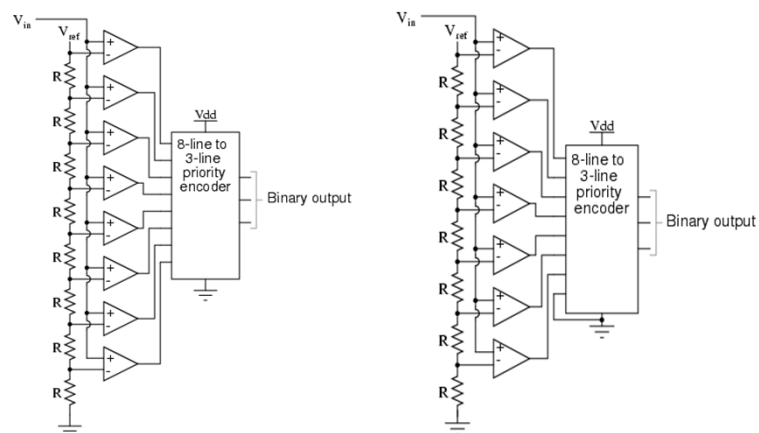 Vin
Vref
+
-
R
+
-
R
+
-
R
+
-
R
+
-
R
+
-
R
+
-
R
+
-
R
Vdd
8-line to
3-line
priority
encoder
Binary output
Vin
Vref
+
-
R
+
-
R
+
-
R
+
-
R
+
-
R
+
-
R
+
-
R
Vdd
8-line to
3-line
priority
encoder
Binary output